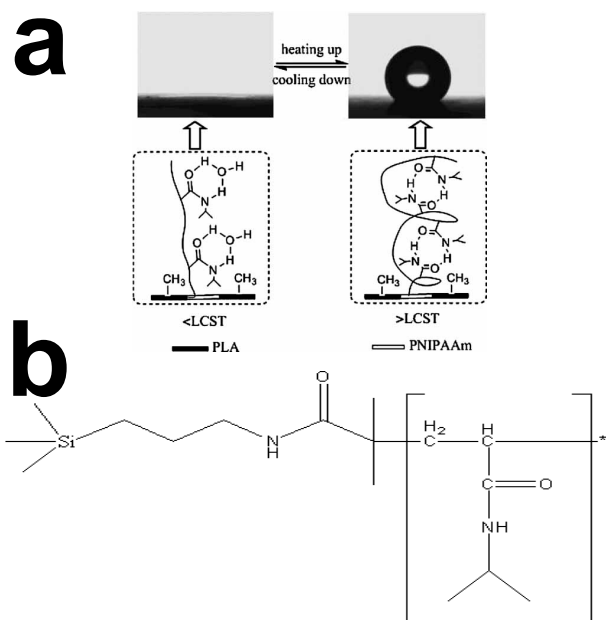 a
heating up
cooling down
H
O
O–H
H
N
H
O
O–H
H
N
CH3
CH3
<LCST
O
H
N
H
N
O
O
H
N
H
N
O
CH3
CH3
>LCST
PLA
PNIPAAm
b
O
H2
H
Si
N
H
C
C
*
C
O
NH